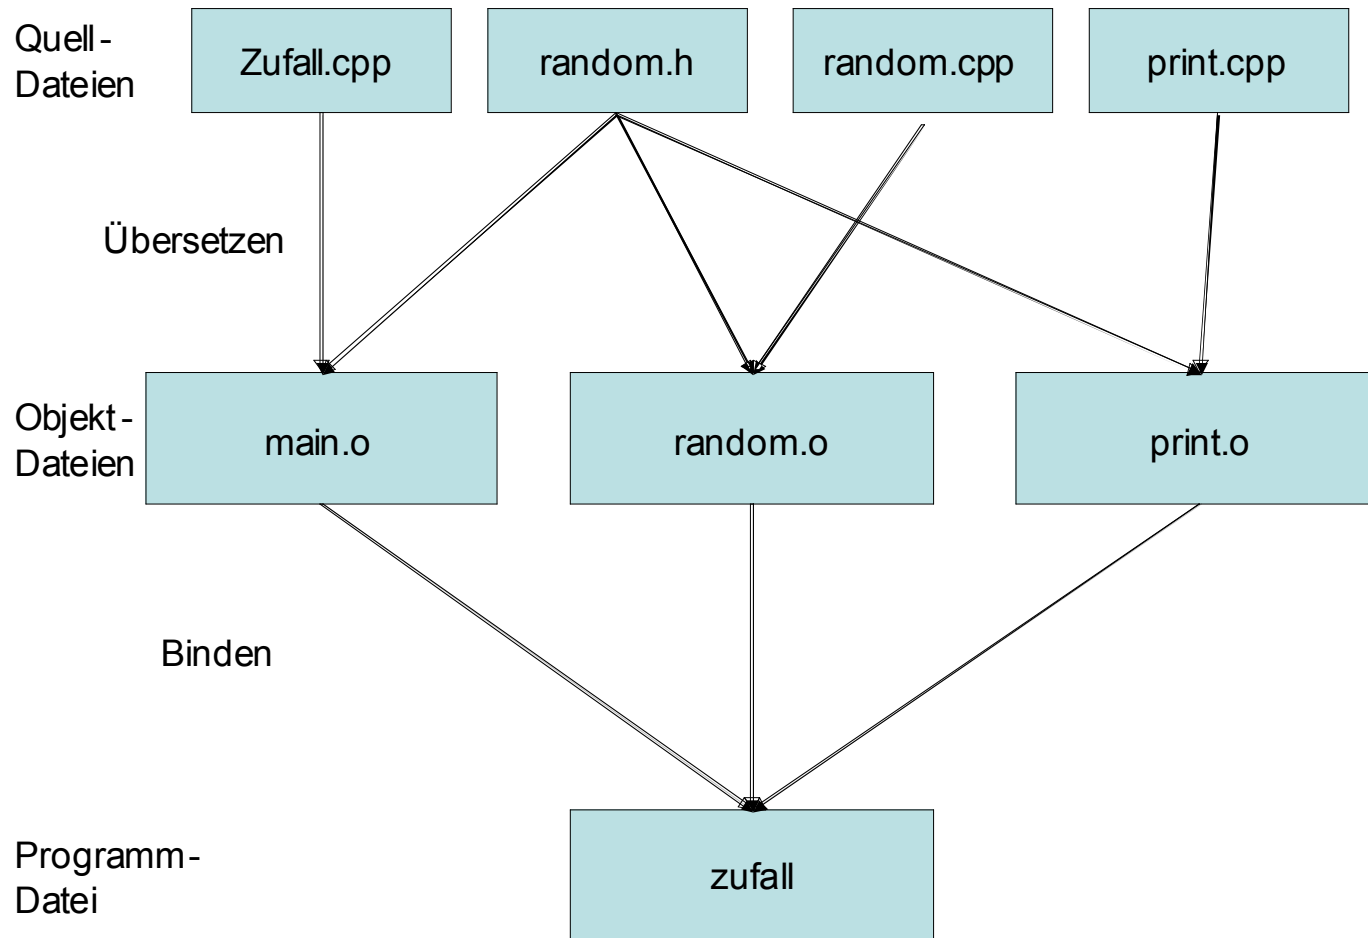 Quell-
Dateien
Zufall.cpp
random.h
random.cpp
print.cpp
Übersetzen
Objekt-
Dateien
main.o
random.o
print.o
Binden
Programm-
Datei
zufall